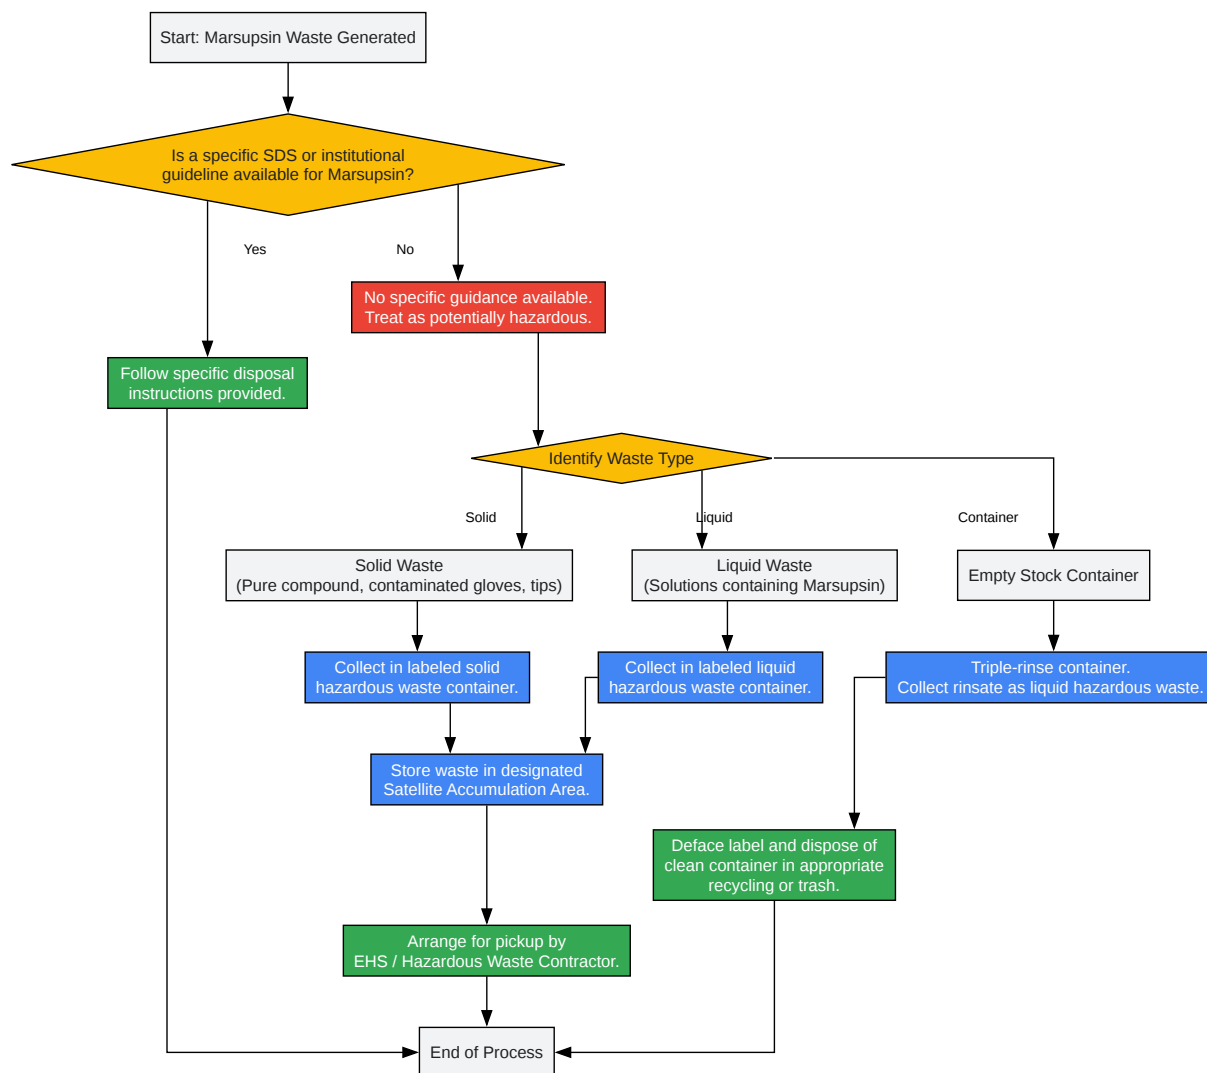 Start: Marsupsin Waste Generated
Is a specific SDS or institutional
guideline available for Marsupsin?
Yes
No
No specific guidance available.
Treat as potentially hazardous.
Follow specific disposal
instructions provided.
Identify Waste Type
Solid
Liquid
Container
Solid Waste
(Pure compound, contaminated gloves, tips)
Liquid Waste
(Solutions containing Marsupsin)
Empty Stock Container
Collect in labeled solid
hazardous waste container.
Collect in labeled liquid
hazardous waste container.
Triple-rinse container.
Collect rinsate as liquid hazardous waste.
Store waste in designated
Satellite Accumulation Area.
Deface label and dispose of
clean container in appropriate
recycling or trash.
Arrange for pickup by
EHS / Hazardous Waste Contractor.
End of Process